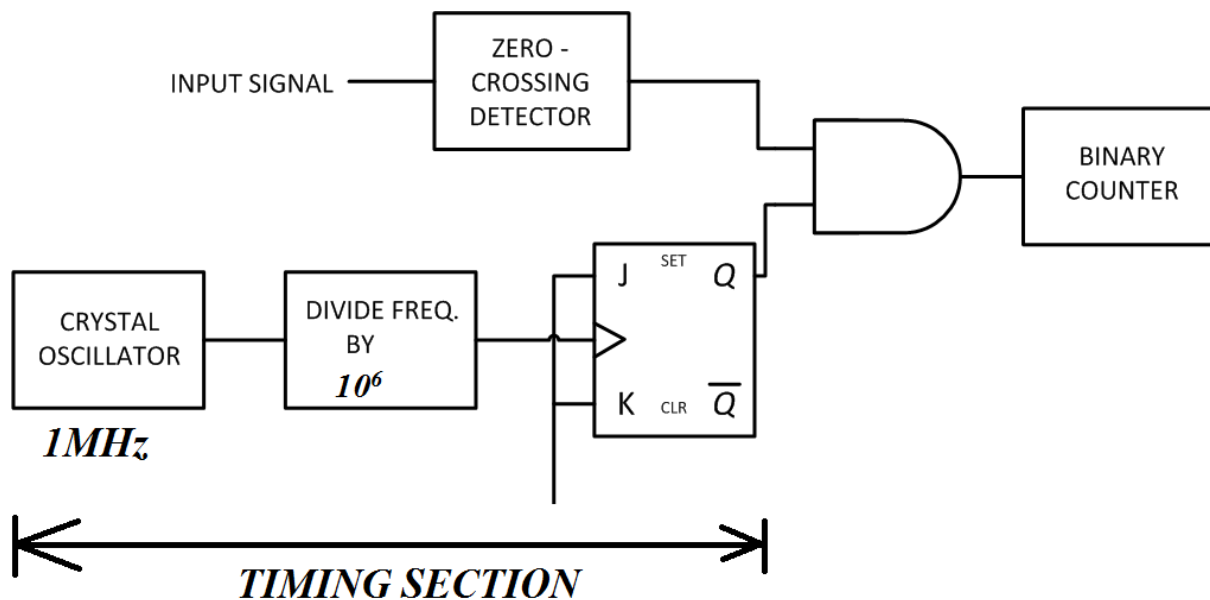 ZERO -
CROSSING
DETECTOR
INPUT SIGNAL
BINARY
COUNTER
J SET Q
CRYSTAL
OSCILLATOR
DIVIDE FREQ.
BY
10⁶
K CLR Q̅
1MHz
TIMING SECTION